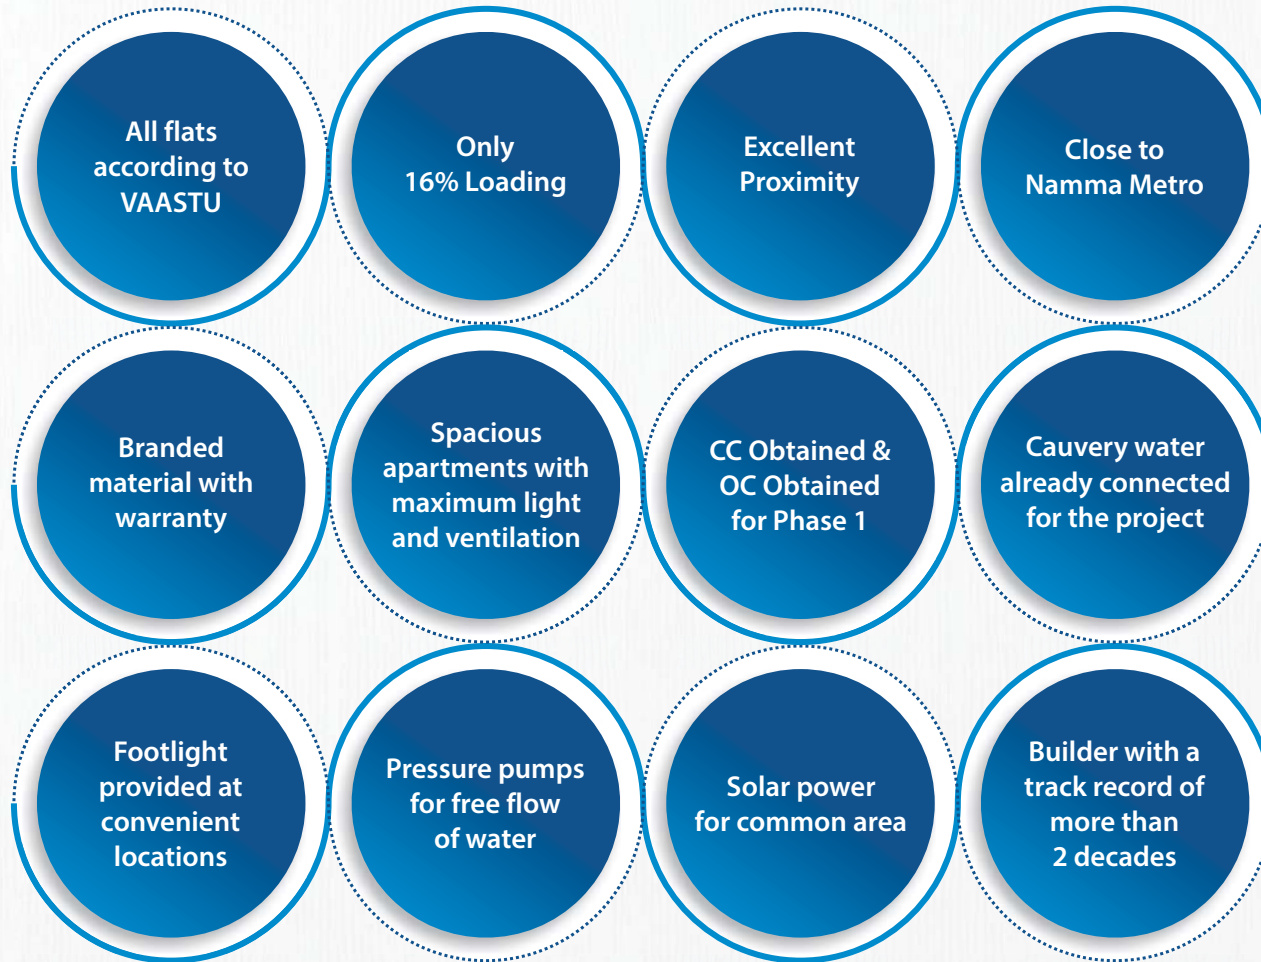 All flats
according to
VAASTU
Only
16% Loading
Excellent
Proximity
Close to
Namma Metro
Branded
material with
warranty
Spacious
apartments with
maximum light
and ventilation
CC Obtained &
OC Obtained
for Phase 1
Cauvery water
already connected
for the project
Footlight
provided at
convenient
locations
Pressure pumps
for free flow
of water
Solar power
for common area
Builder with a
track record of
more than
2 decades